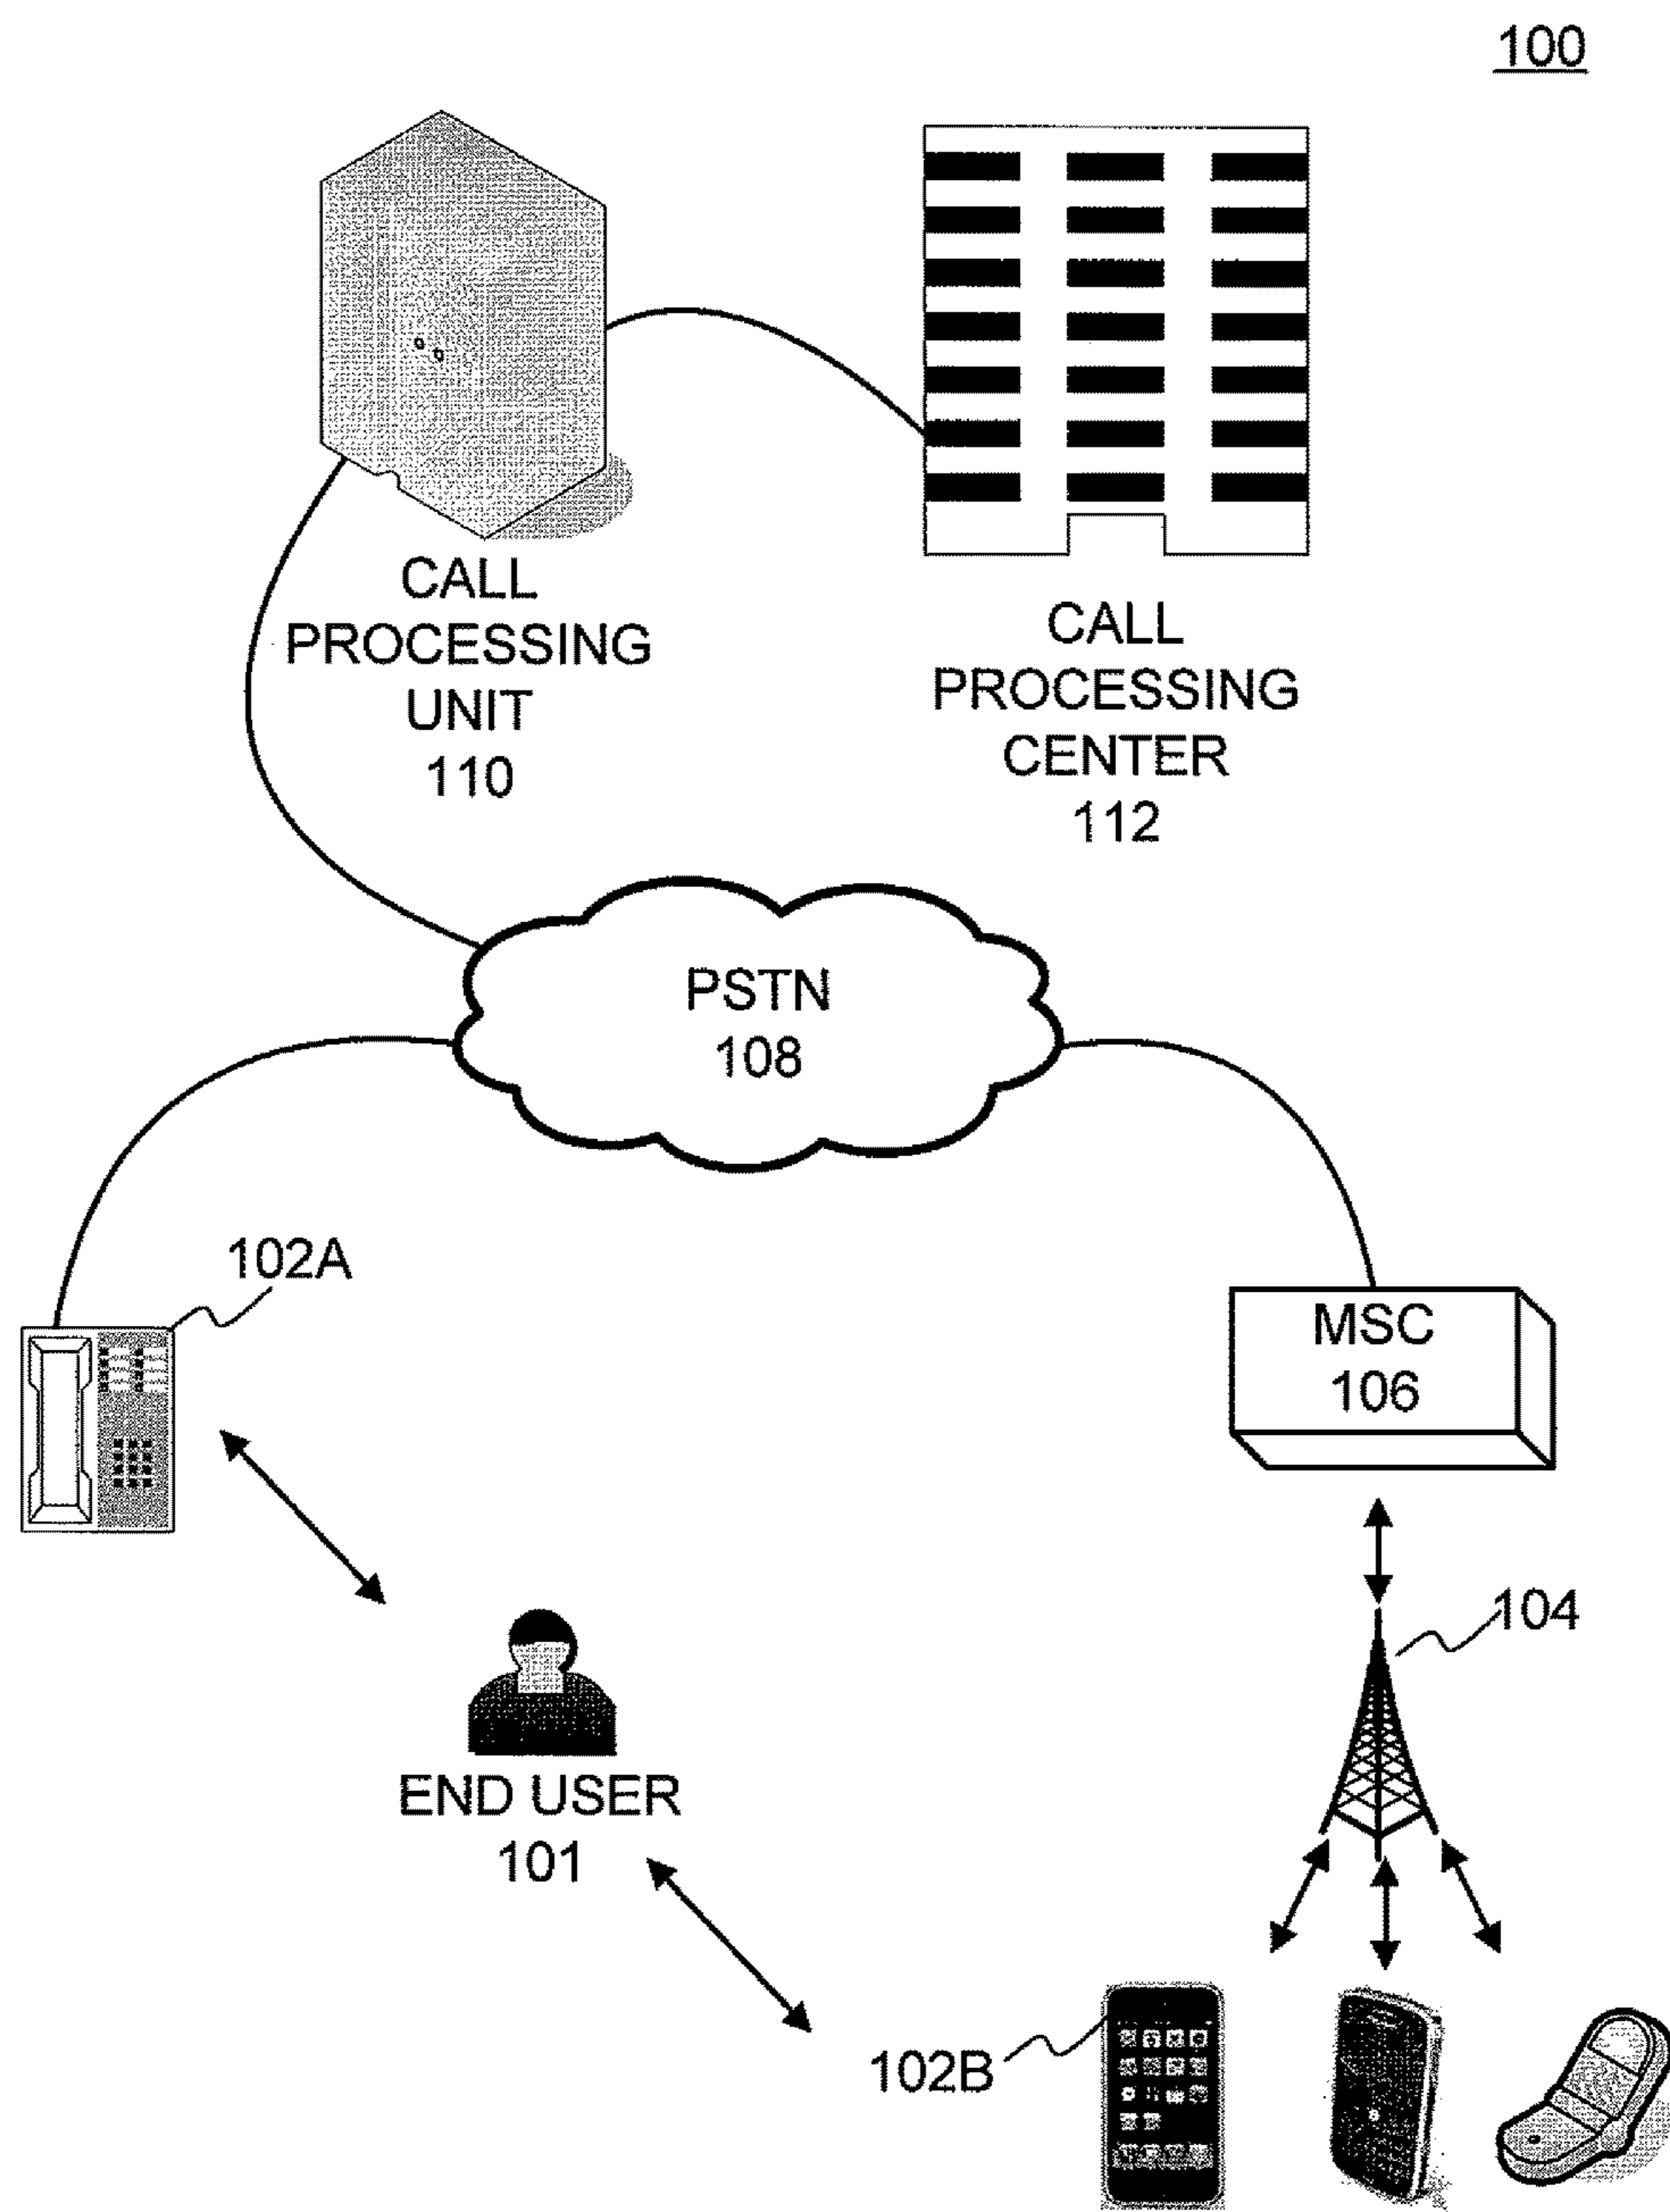 100
CALL
PROCESSING
UNIT
110
CALL
PROCESSING
CENTER
112
PSTN
108
102A
MSC
106
104
END USER
101
102B